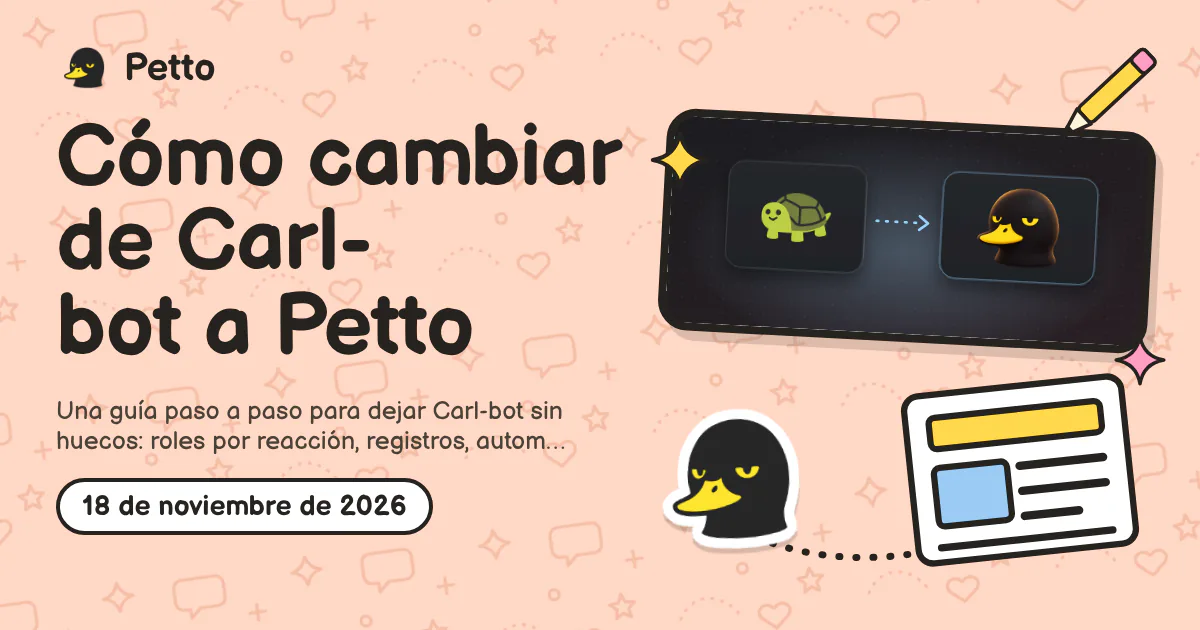 Petto
Cómo cambiar
de Carl-
bot a Petto
Una guía paso a paso para dejar Carl-bot sin
huecos: roles por reacción, registros, autom...
18 de noviembre de 2026